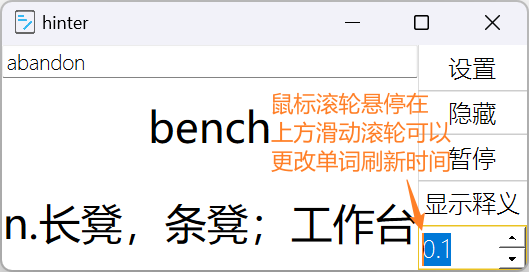 hinter
abandon
设置
隐藏
暂停
显示释义
bench
n.长凳，条凳；工作台
鼠标滚轮悬停在
上方滑动滚轮可以
更改单词刷新时间
0.1